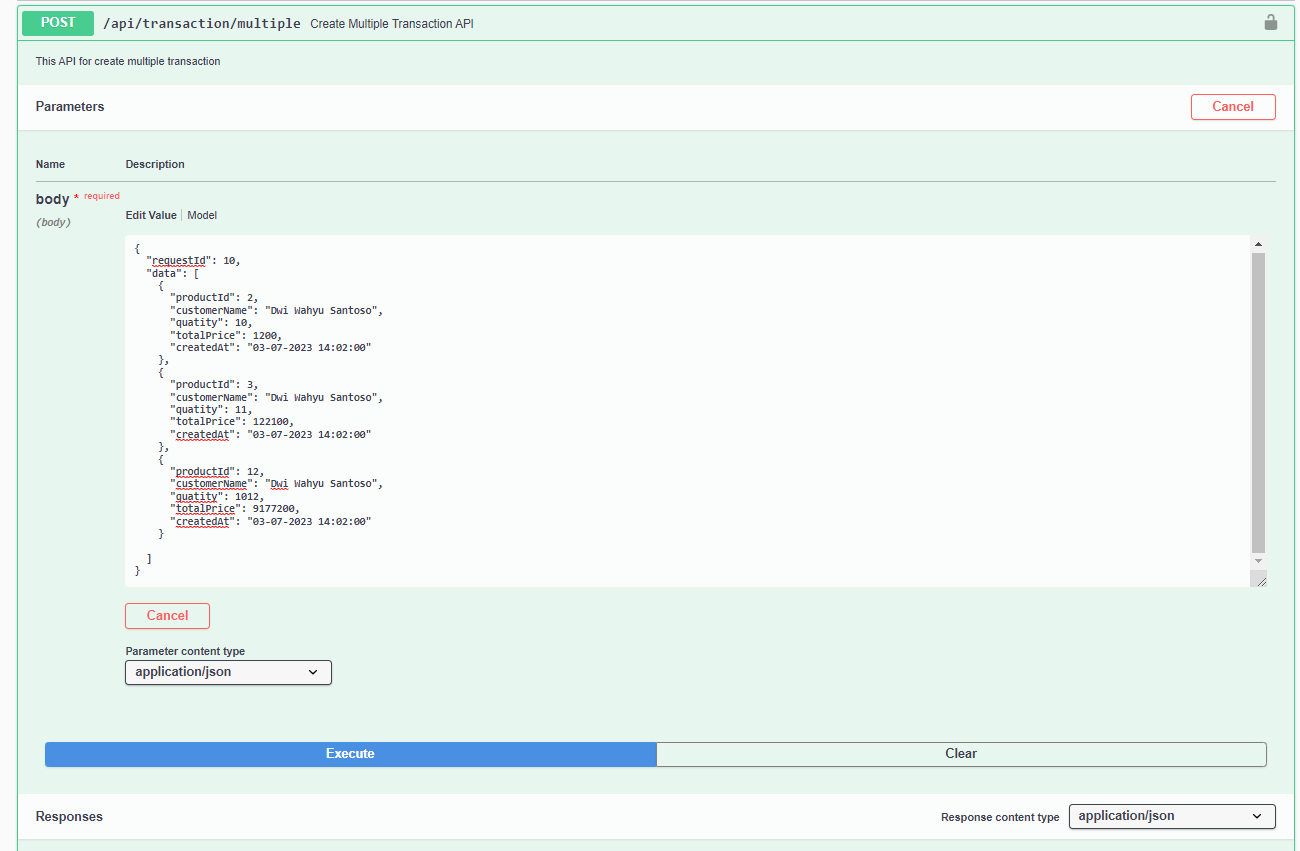 POST /api/transaction/multiple Create Multiple Transaction API
This API for create multiple transaction
Parameters
Cancel
Name Description
body * required
(body)
Edit Value | Model
{
  "requestId": 10,
  "data": [
    {
      "productId": 2,
      "customerName": "Dwi Wahyu Santoso",
      "quatity": 10,
      "totalPrice": 1200,
      "createdAt": "03-07-2023 14:02:00"
    },
    {
      "productId": 3,
      "customerName": "Dwi Wahyu Santoso",
      "quatity": 11,
      "totalPrice": 122100,
      "createdAt": "03-07-2023 14:02:00"
    },
    {
      "productId": 12,
      "customerName": "Dwi Wahyu Santoso",
      "quatity": 1012,
      "totalPrice": 9177200,
      "createdAt": "03-07-2023 14:02:00"
    }
  ]
}
Cancel
Parameter content type
application/json
Execute
Clear
Responses
Response content type
application/json